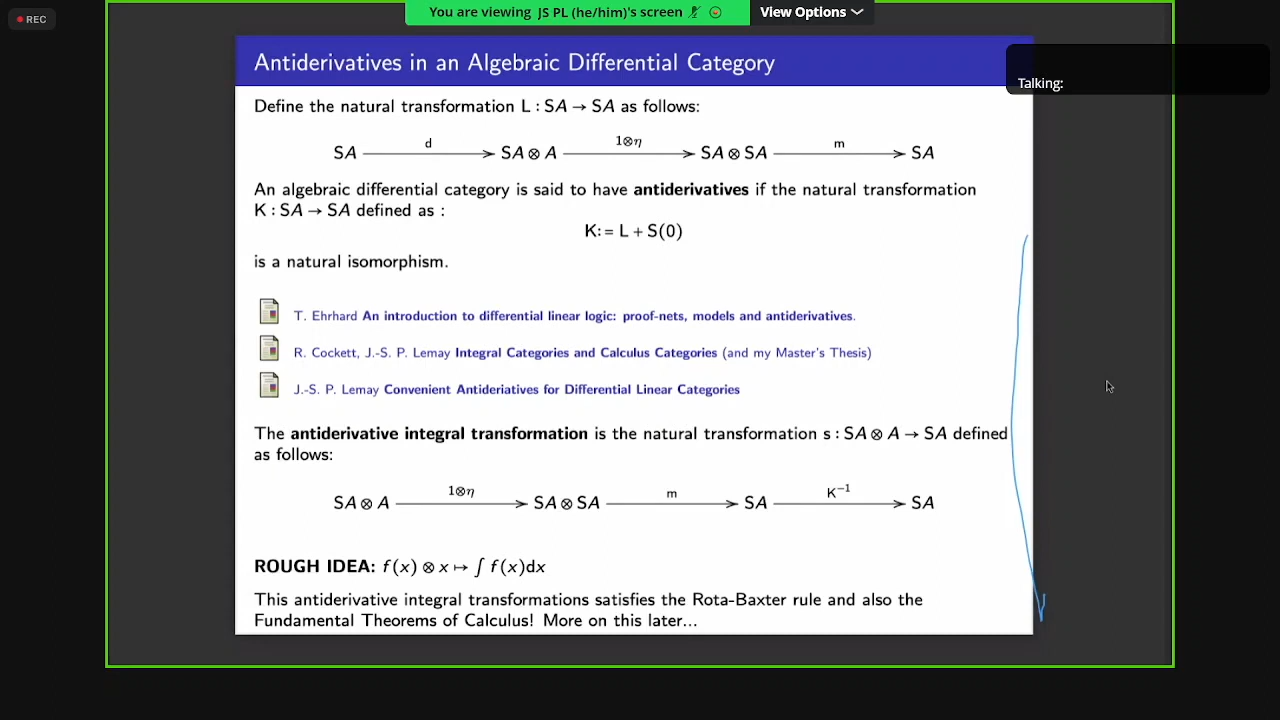 REC
You are viewing JS PL (he/him)'s screen
View Options
Talking:
Antiderivatives in an Algebraic Differential Category
Define the natural transformation L : SA → SA as follows:
d 1⊗η m
SA SA ⊗ A SA ⊗ SA SA
An algebraic differential category is said to have antiderivatives if the natural transformation
K : SA → SA defined as :
K:= L + S(0)
is a natural isomorphism.
T. Ehrhard An introduction to differential linear logic: proof-nets, models and antiderivatives.
R. Cockett, J.-S. P. Lemay Integral Categories and Calculus Categories (and my Master's Thesis)
J.-S. P. Lemay Convenient Antideriatives for Differential Linear Categories
The antiderivative integral transformation is the natural transformation s : SA ⊗ A → SA defined
as follows:
1⊗η m K⁻¹
SA ⊗ A SA ⊗ SA SA SA
ROUGH IDEA: f(x) ⊗ x ↦ ∫ f(x)dx
This antiderivative integral transformations satisfies the Rota-Baxter rule and also the
Fundamental Theorems of Calculus! More on this later...